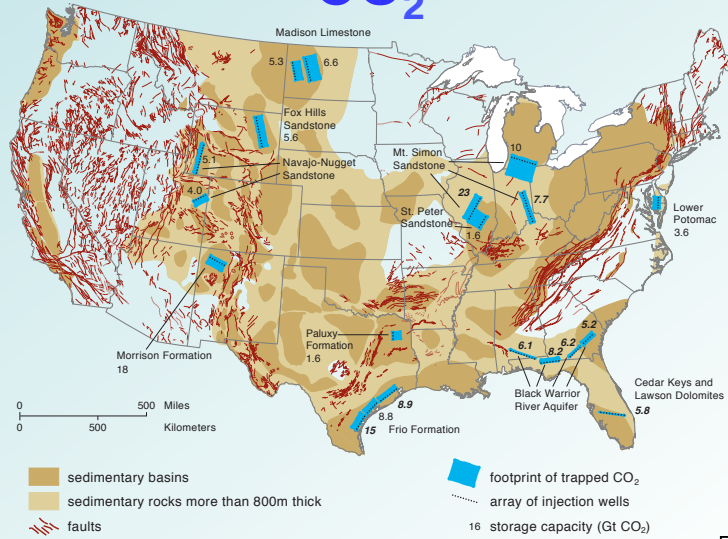 CO₂
Madison Limestone
5.3
6.6
Fox Hills
Sandstone
5.6
5.1
Navajo-Nugget
Sandstone
4.0
Mt. Simon
Sandstone
10
23
7.7
St. Peter
Sandstone
1.6
Lower
Potomac
3.6
Morrison Formation
18
Paluxy
Formation
1.6
6.1
8.2
6.2
5.2
Black Warrior
River Aquifer
Cedar Keys and
Lawson Dolomites
5.8
8.9
8.8
15
Frio Formation
0 500 Miles
0 500 Kilometers
sedimentary basins
sedimentary rocks more than 800m thick
faults
footprint of trapped CO₂
array of injection wells
16 storage capacity (Gt CO₂)